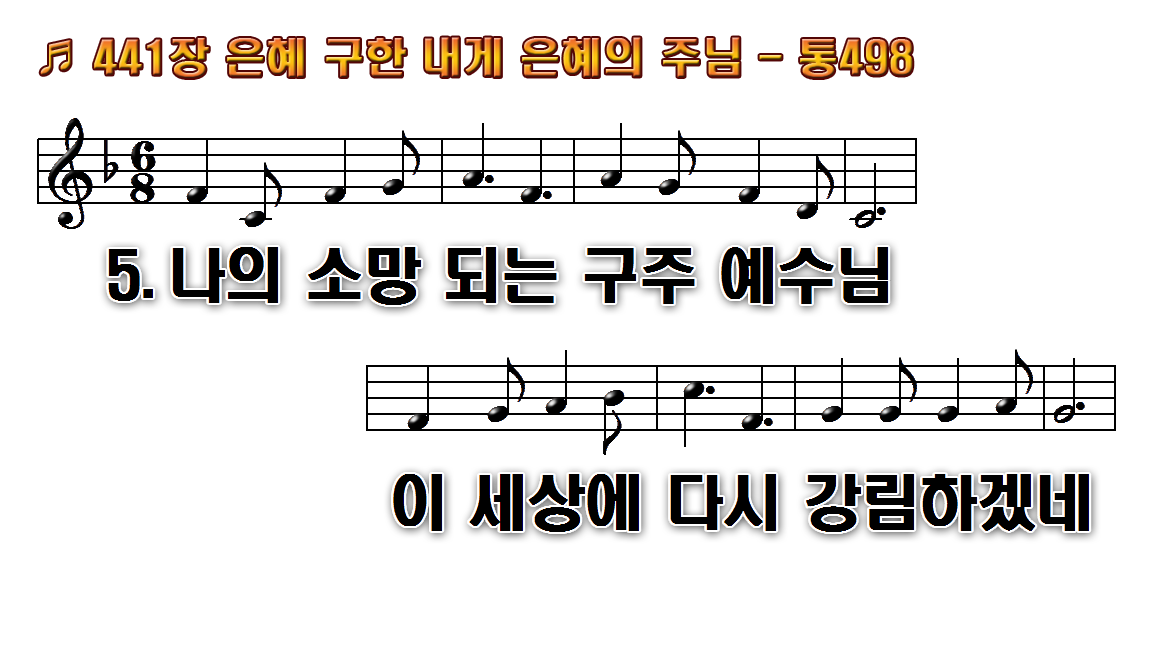 ♬ 441장 은혜 구한 내게 은혜의 주님 - 통498
6
8
5. 나의 소망 되는 구주 예수님
이 세상에 다시 강림하겠네